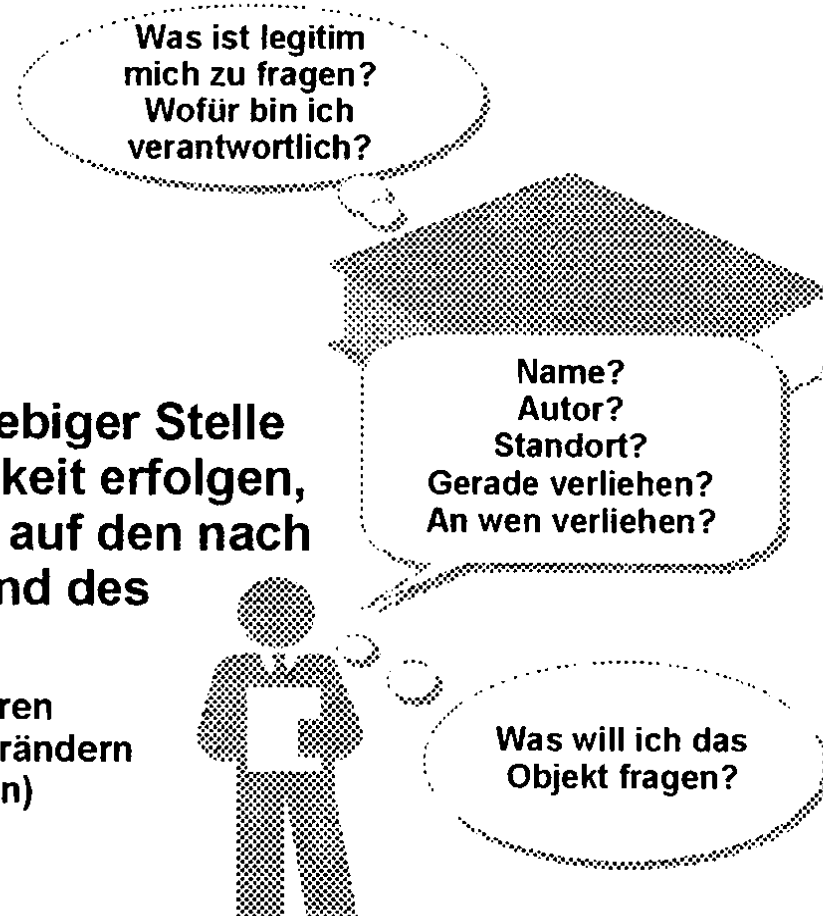 Was ist legitim
mich zu fragen?
Wofür bin ich
verantwortlich?
Name?
Autor?
Standort?
Gerade verliehen?
An wen verliehen?
ebiger Stelle
keit erfolgen,
auf den nach
nd des
ren
rändern
n)
Was will ich das
Objekt fragen?